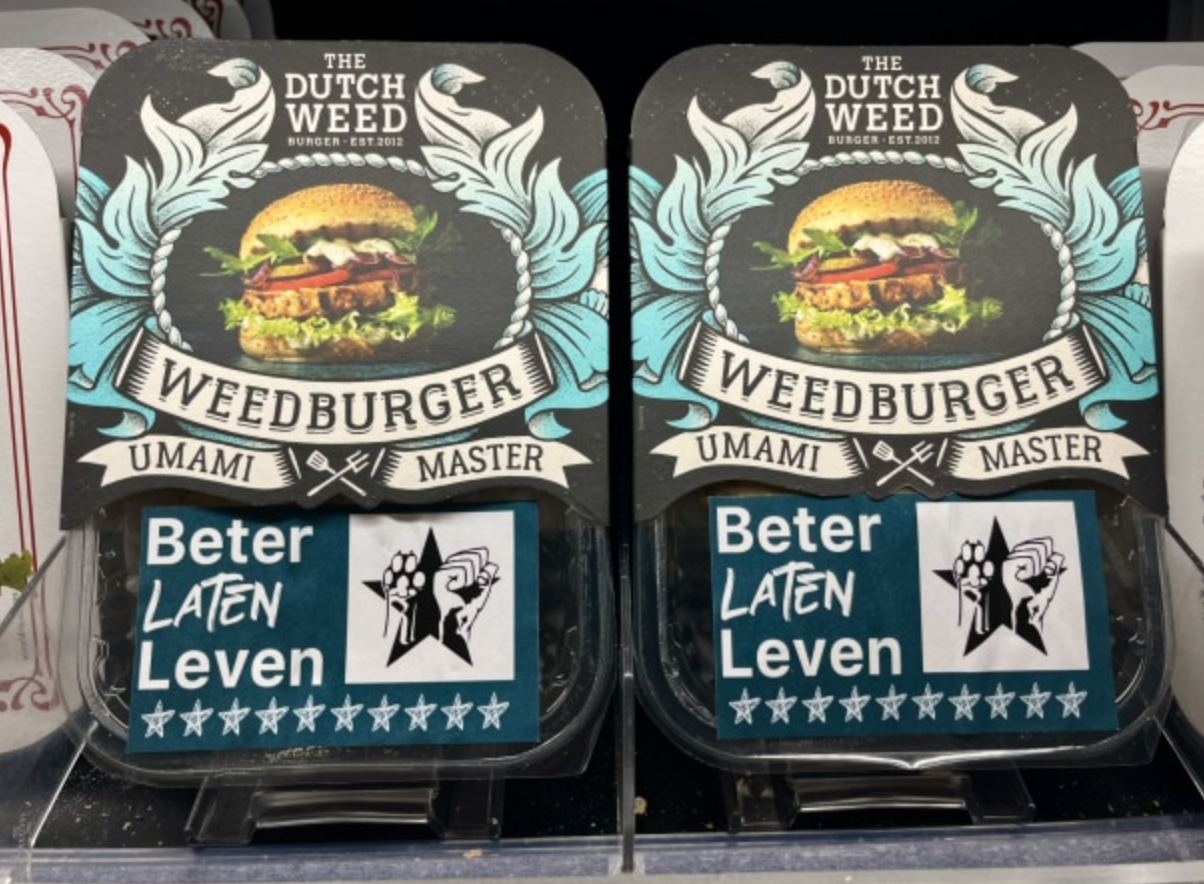 THE
DUTCH
WEED
BURGER · EST.2012
WEEDBURGER
UMAMI MASTER
Beter
LATEN
Leven
THE
DUTCH
WEED
BURGER · EST.2012
WEEDBURGER
UMAMI MASTER
Beter
LATEN
Leven